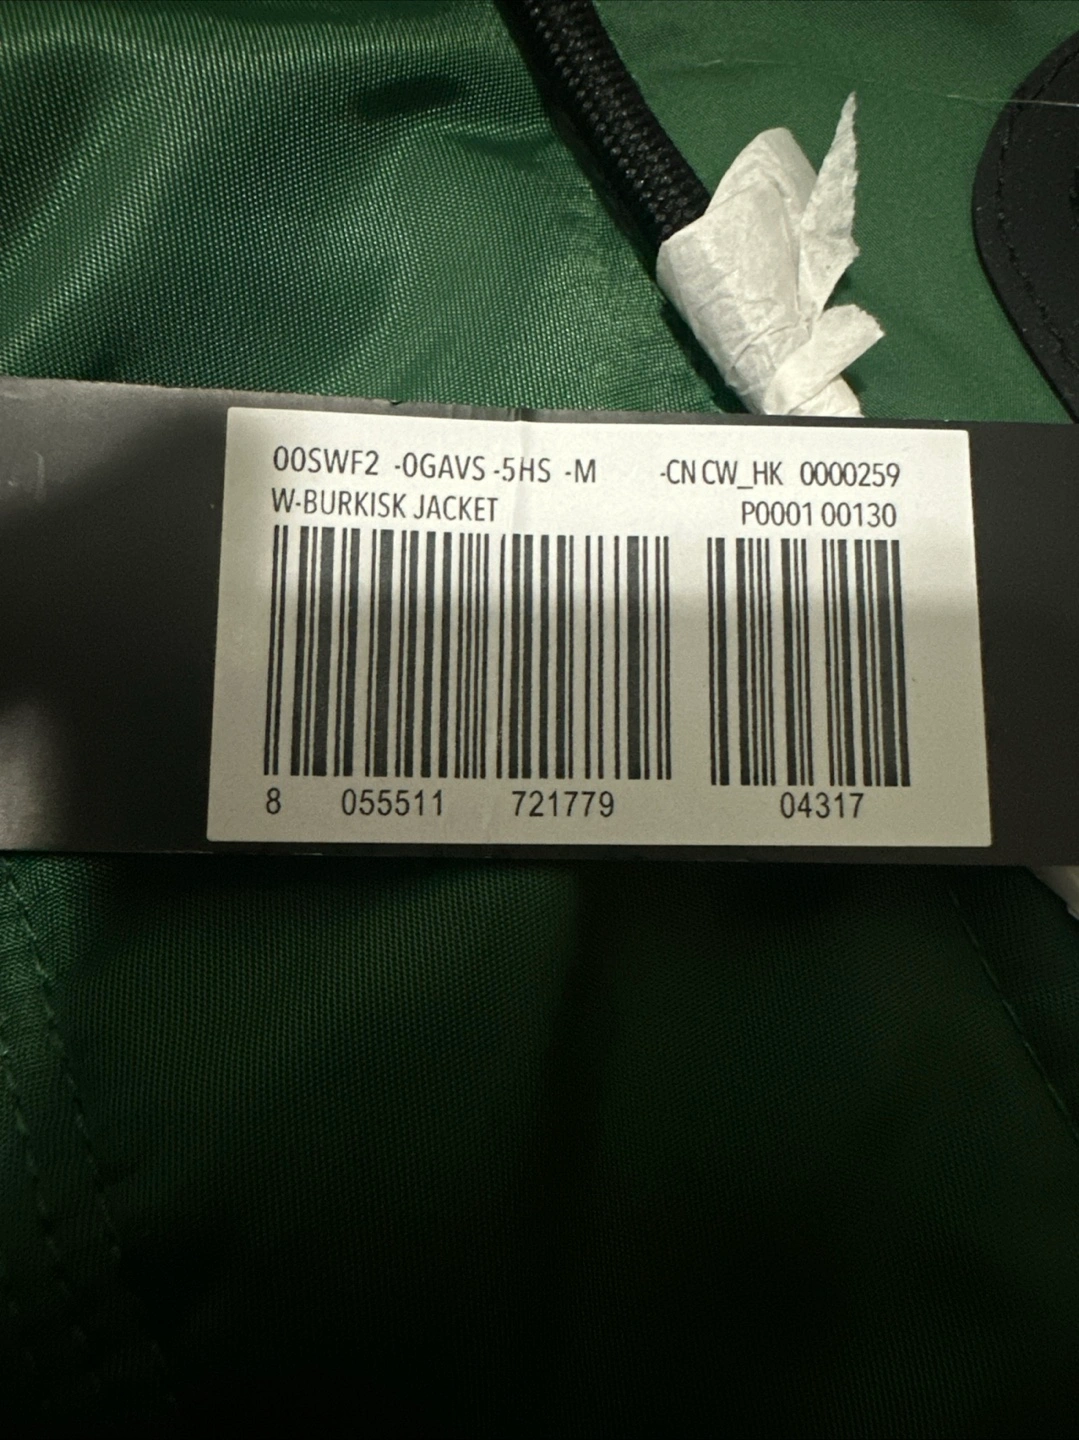 00SWF2 -0GAVS -5HS -M -CN CW_HK 0000259
W-BURKISK JACKET P0001 00130
8 055511 721779 04317